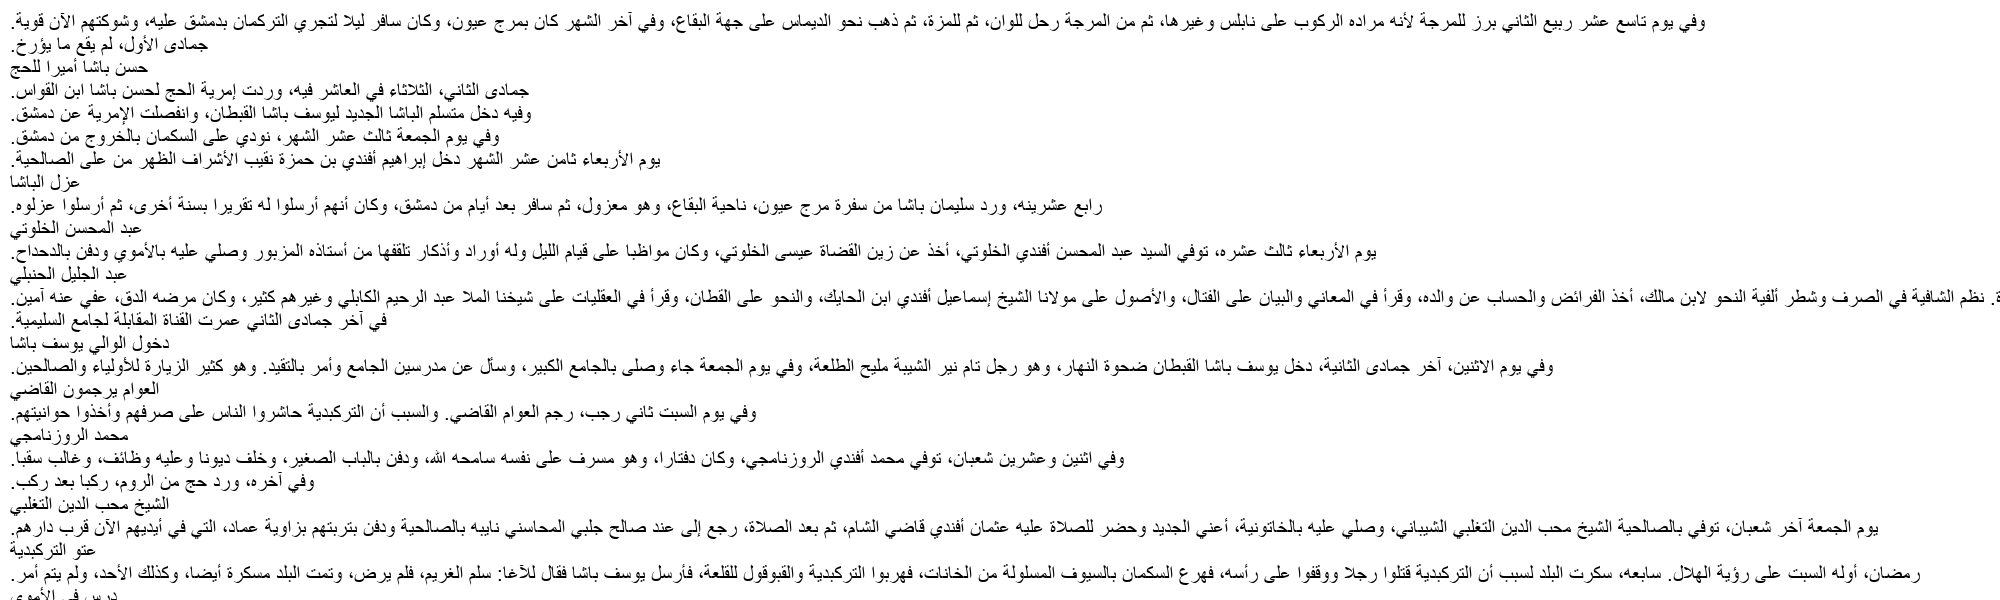 وفي يوم تاسع عشر ربيع الثاني برز للمرجة لأنه مراده الركوب على نابلس وغيرها، ثم من المرجة رحل للوان، ثم للمزة، ثم ذهب نحو الديماس على جهة البقاع، وفي آخر الشهر كان بمرج عيون، وكان سافر ليلا لتجري التركمان بدمشق عليه، وشوكتهم الآن قوية.
جمادى الأول، لم يقع ما يؤرخ.
حسن باشا أميرا للحج
جمادى الثاني، الثلاثاء في العاشر فيه، وردت إمرية الحج لحسن باشا ابن القواس.
وفيه دخل متسلم الباشا الجديد ليوسف باشا القبطان، وانفصلت الإمرية عن دمشق.
وفي يوم الجمعة ثالث عشر الشهر، نودي على السكمان بالخروج من دمشق.
يوم الأربعاء ثامن عشر الشهر دخل إبراهيم أفندي بن حمزة نقيب الأشراف الظهر من على الصالحية.
عزل الباشا
رابع عشرينه، ورد سليمان باشا من سفرة مرج عيون، ناحية البقاع، وهو معزول، ثم سافر بعد أيام من دمشق، وكان أنهم أرسلوا له تقريرا بسنة أخرى، ثم أرسلوا عزلوه.
عبد المحسن الخلوتي
يوم الأربعاء ثالث عشره، توفي السيد عبد المحسن أفندي الخلوتي، أخذ عن زين القضاة عيسى الخلوتي، وكان مواظبا على قيام الليل وله أوراد وأذكار تلقفها من أستاذه المزبور وصلي عليه بالأموي ودفن بالدحداح.
عبد الجليل الحنبلي
ة. نظم الشافية في الصرف وشطر ألفية النحو لابن مالك، أخذ الفرائض والحساب عن والده، وقرأ في المعاني والبيان على الفتال، والأصول على مولانا الشيخ إسماعيل أفندي ابن الحايك، والنحو على القطان، وقرأ في العقليات على شيخنا الملا عبد الرحيم الكابلي وغيرهم كثير، وكان مرضه الدق، عفي عنه آمين.
في آخر جمادى الثاني عمرت القناة المقابلة لجامع السليمية.
دخول الوالي يوسف باشا
وفي يوم الاثنين، آخر جمادى الثانية، دخل يوسف باشا القبطان ضحوة النهار، وهو رجل تام نير الشيبة مليح الطلعة، وفي يوم الجمعة جاء وصلى بالجامع الكبير، وسأل عن مدرسين الجامع وأمر بالتقيد. وهو كثير الزيارة للأولياء والصالحين.
العوام يرجمون القاضي
وفي يوم السبت ثاني رجب، رجم العوام القاضي. والسبب أن التركبدية حاشروا الناس على صرفهم وأخذوا حوانيتهم.
محمد الروزنامجي
وفي اثنين وعشرين شعبان، توفي محمد أفندي الروزنامجي، وكان دفتارا، وهو مسرف على نفسه سامحه الله، ودفن بالباب الصغير، وخلف ديونا وعليه وظائف، وغالب سقبا.
وفي آخره، ورد حج من الروم، ركبا بعد ركب.
الشيخ محب الدين التغلبي
يوم الجمعة آخر شعبان، توفي بالصالحية الشيخ محب الدين التغلبي الشيباني، وصلي عليه بالخاتونية، أعني الجديد وحضر للصلاة عليه عثمان أفندي قاضي الشام، ثم بعد الصلاة، رجع إلى عند صالح جلبي المحاسني نايبه بالصالحية ودفن بتربتهم بزاوية عماد، التي في أيديهم الآن قرب دارهم.
عتو التركبدية
رمضان، أوله السبت على رؤية الهلال. سابعه، سكرت البلد لسبب أن التركبدية قتلوا رجلا ووقفوا على رأسه، فهرع السكمان بالسيوف المسلولة من الخانات، فهربوا التركبدية والقبوقول للقلعة، فأرسل يوسف باشا فقال للآغا: سلم الغريم، فلم يرض، وتمت البلد مسكرة أيضا، وكذلك الأحد، ولم يتم أمر.
درس في الأموي